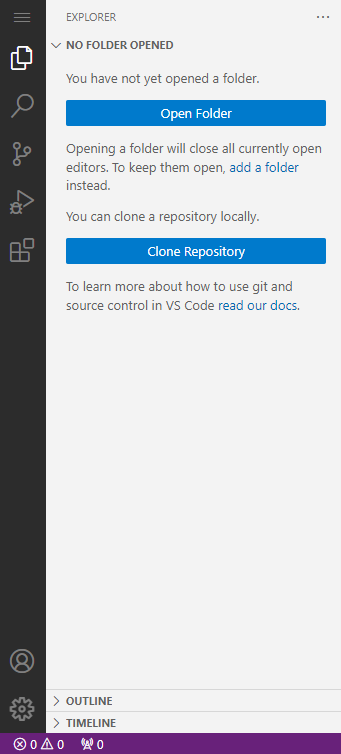 EXPLORER
NO FOLDER OPENED
You have not yet opened a folder.
Open Folder
Opening a folder will close all currently open
editors. To keep them open, add a folder
instead.
You can clone a repository locally.
Clone Repository
To learn more about how to use git and
source control in VS Code read our docs.
OUTLINE
TIMELINE
0 0 0